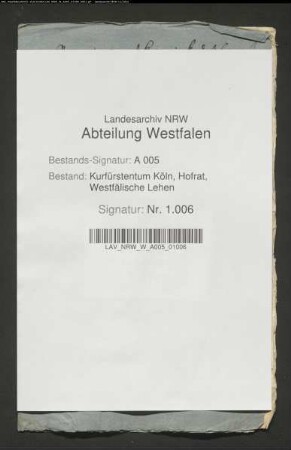 Landesarchiv NRW
Abteilung Westfalen
Bestands-Signatur: A 005
Bestand: Kurfürstentum Köln, Hofrat,
Westfälische Lehen
Signatur: Nr. 1.006
LAV_NRW_W_A005_01006